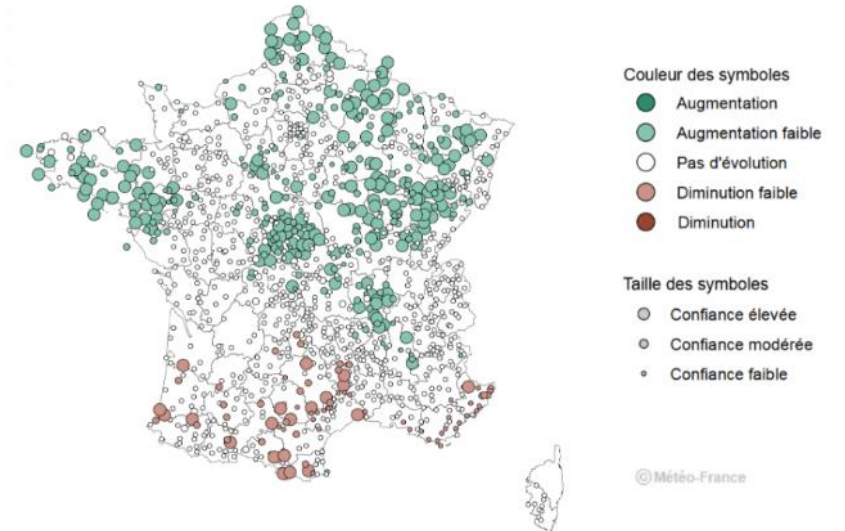 Couleur des symboles
Augmentation
Augmentation faible
Pas d'évolution
Diminution faible
Diminution
Taille des symboles
Confiance élevée
Confiance modérée
Confiance faible
© Météo-France